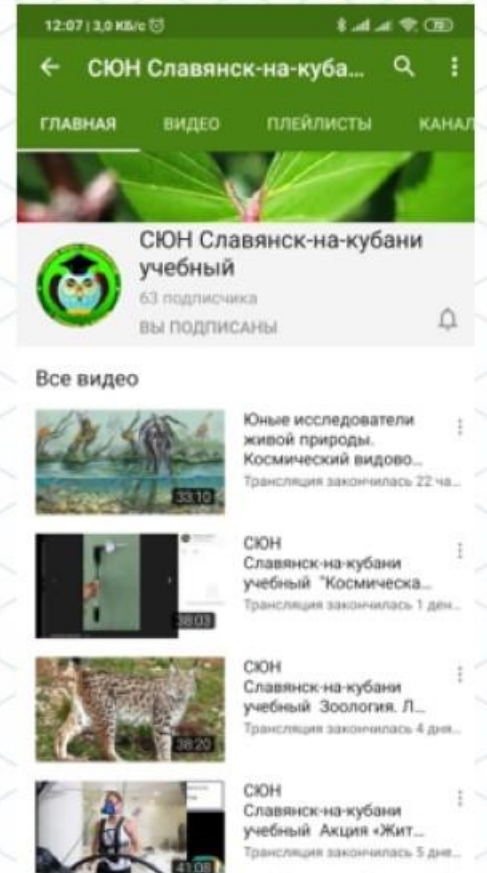 12:07 | 3,0 КБ/с
72
СЮН Славянск-на-куба...
ГЛАВНАЯ ВИДЕО ПЛЕЙЛИСТЫ КАНАЛ
СЮН Славянск-на-кубани
учебный
63 подписчика
ВЫ ПОДПИСАНЫ
Все видео
Юные исследователи
живой природы.
Космический видово...
Трансляция закончилась 22 ча...
33:10
СЮН
Славянск-на-кубани
учебный "Космическа...
Трансляция закончилась 1 ден...
38:03
СЮН
Славянск-на-кубани
учебный Зоология. Л...
Трансляция закончилась 4 дня...
38:20
СЮН
Славянск-на-кубани
учебный Акция «Жит...
Трансляция закончилась 5 дне...
41:08